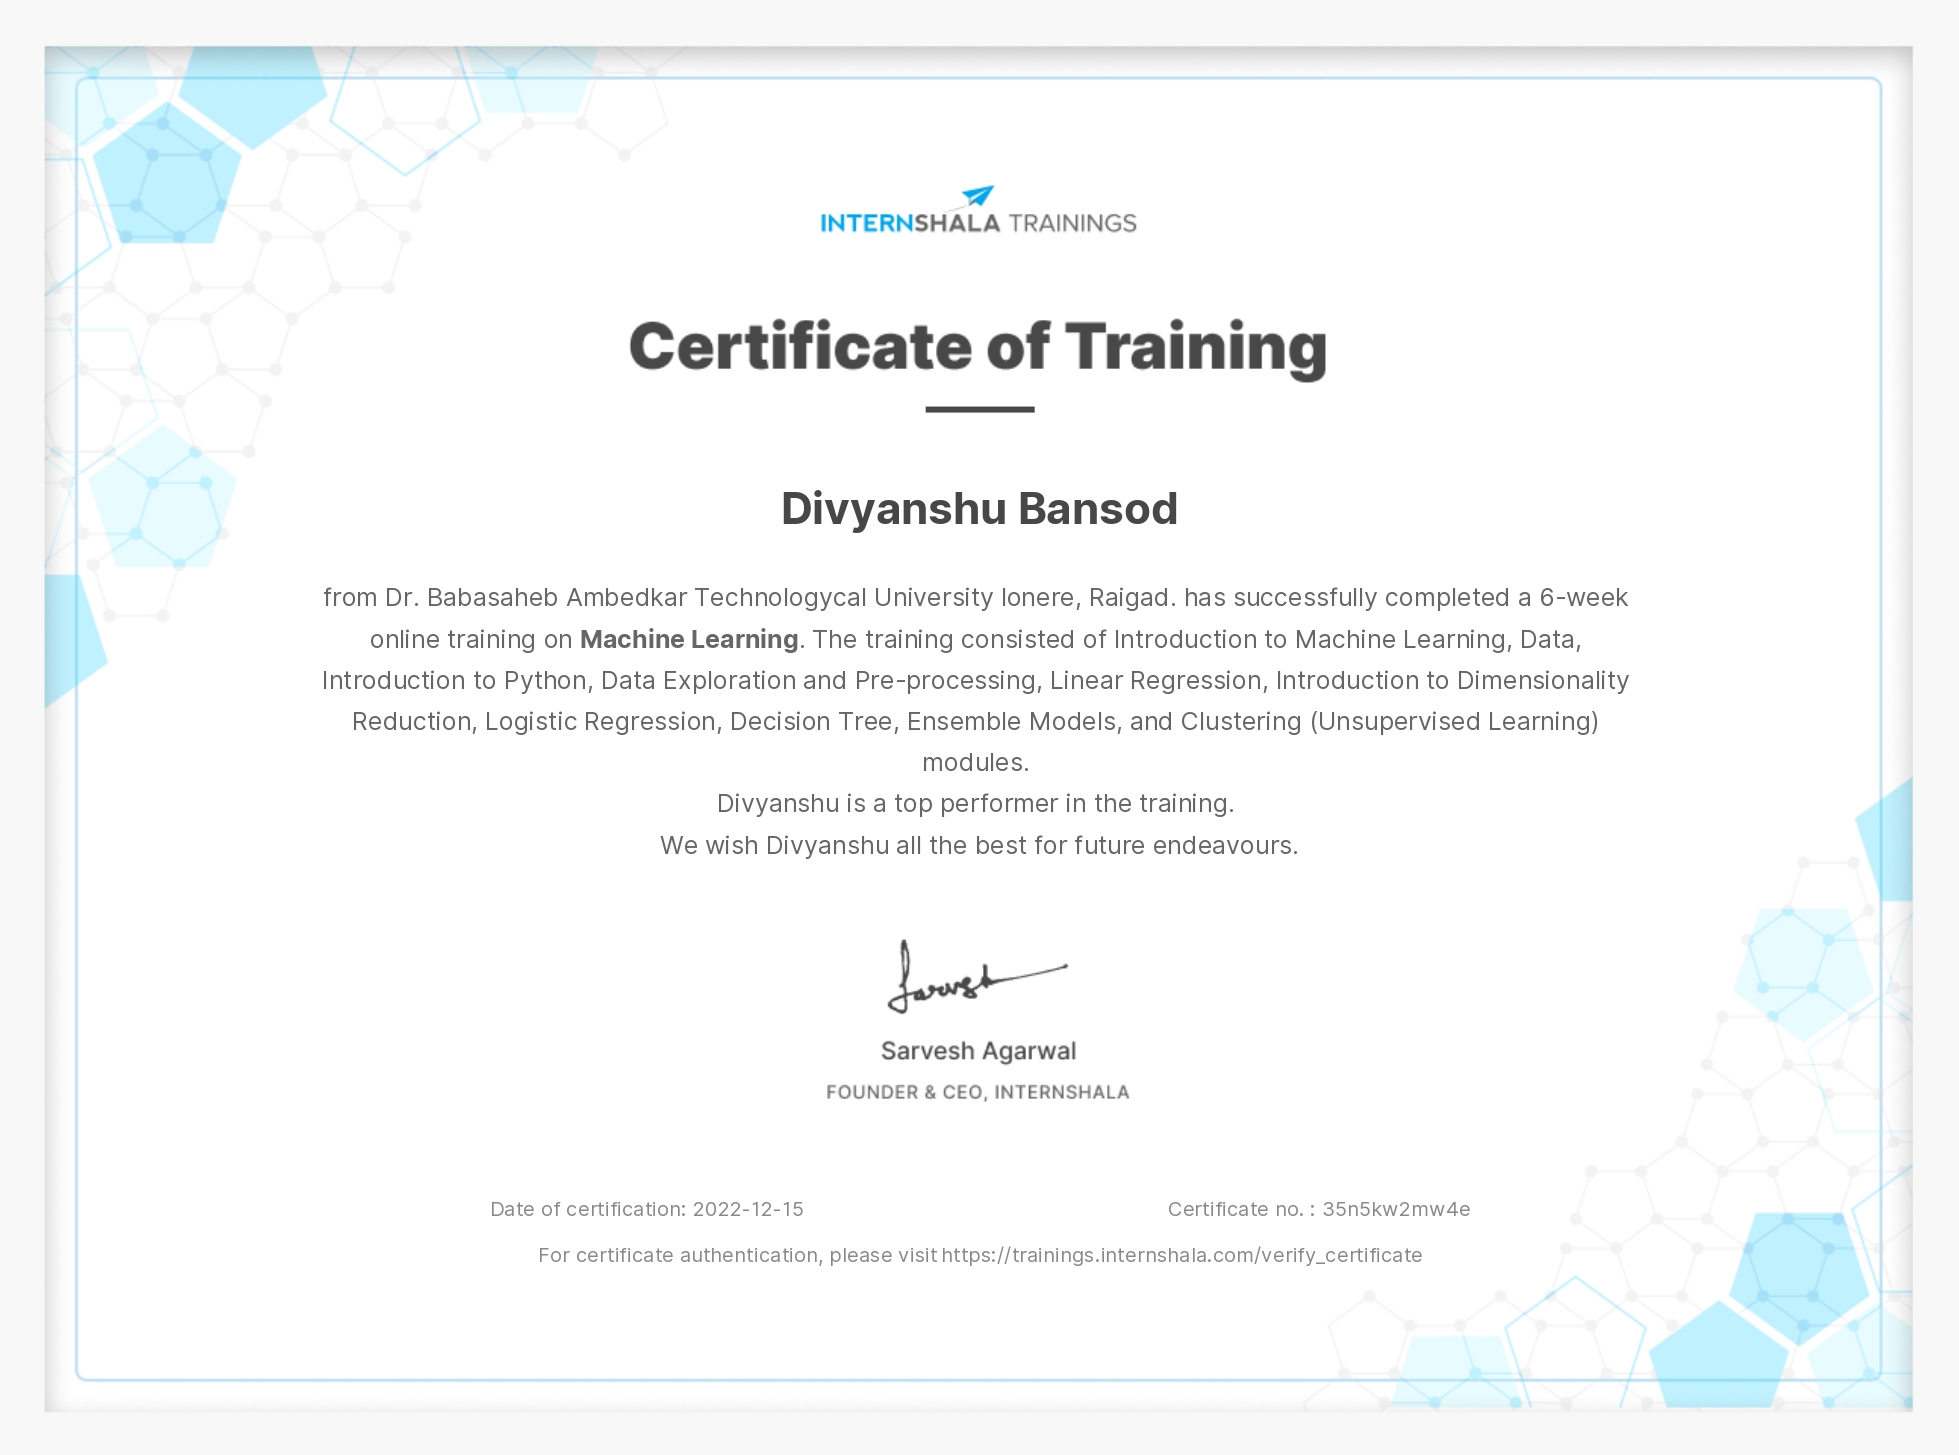 INTERNSHALA TRAININGS
Certificate of Training
Divyanshu Bansod
from Dr. Babasaheb Ambedkar Technologycal University lonere, Raigad. has successfully completed a 6-week
online training on Machine Learning. The training consisted of Introduction to Machine Learning, Data,
Introduction to Python, Data Exploration and Pre-processing, Linear Regression, Introduction to Dimensionality
Reduction, Logistic Regression, Decision Tree, Ensemble Models, and Clustering (Unsupervised Learning)
modules.
Divyanshu is a top performer in the training.
We wish Divyanshu all the best for future endeavours.
Sarvesh
Sarvesh Agarwal
FOUNDER & CEO, INTERNSHALA
Date of certification: 2022-12-15 Certificate no. : 35n5kw2mw4e
For certificate authentication, please visit https://trainings.internshala.com/verify_certificate